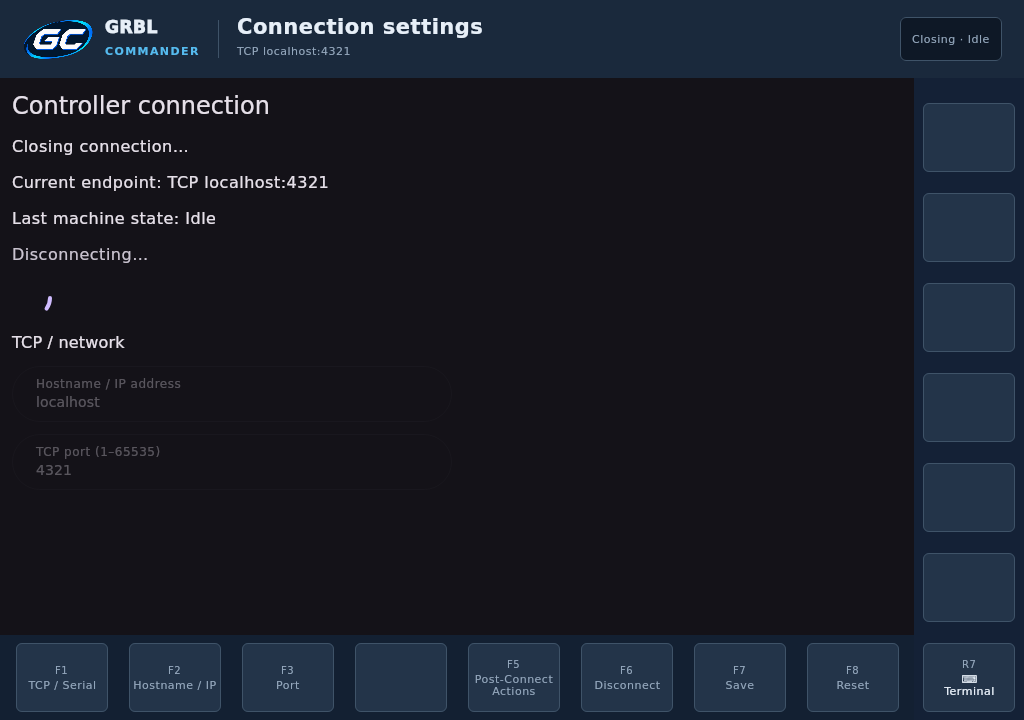 GC
GRBL
COMMANDER
Connection settings
TCP localhost:4321
Closing · Idle
Controller connection
Closing connection…
Current endpoint: TCP localhost:4321
Last machine state: Idle
Disconnecting…
TCP / network
Hostname / IP address
localhost
TCP port (1–65535)
4321
F1
TCP / Serial
F2
Hostname / IP
F3
Port
F5
Post-Connect
Actions
F6
Disconnect
F7
Save
F8
Reset
R7
⌨
Terminal